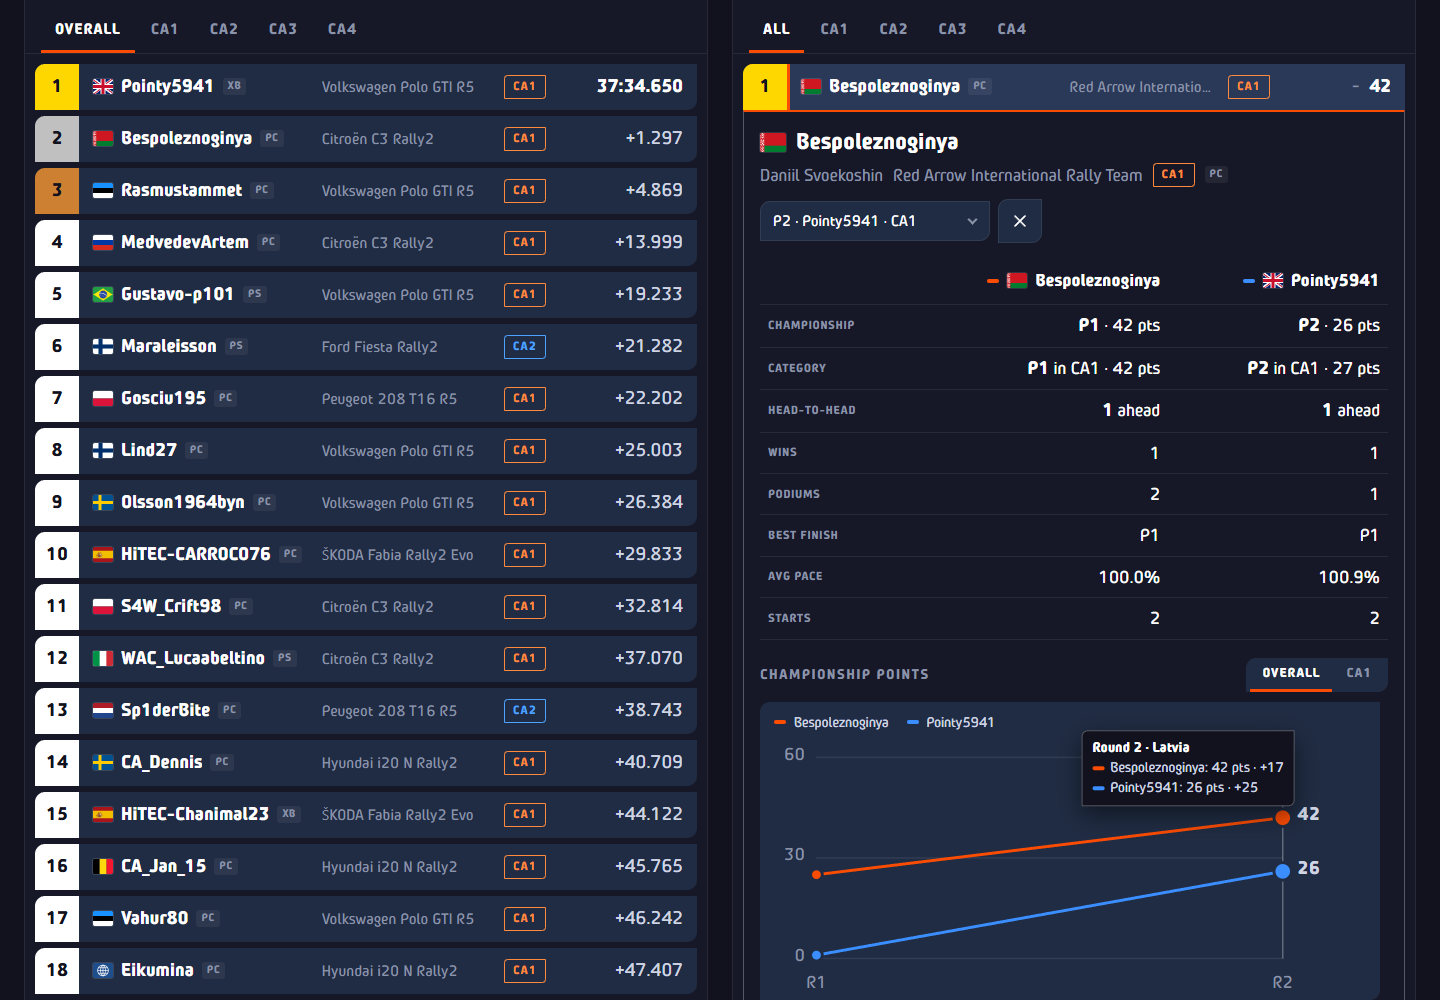 OVERALL CA1 CA2 CA3 CA4
1 Pointy5941 XB Volkswagen Polo GTI R5 CA1 37:34.650
2 Bespoleznoginya PC Citroën C3 Rally2 CA1 +1.297
3 Rasmustammet PC Volkswagen Polo GTI R5 CA1 +4.869
4 MedvedevArtem PC Citroën C3 Rally2 CA1 +13.999
5 Gustavo-p101 PS Volkswagen Polo GTI R5 CA1 +19.233
6 Maraleisson PS Ford Fiesta Rally2 CA2 +21.282
7 Gosciu195 PC Peugeot 208 T16 R5 CA1 +22.202
8 Lind27 PC Volkswagen Polo GTI R5 CA1 +25.003
9 Olsson1964byn PC Volkswagen Polo GTI R5 CA1 +26.384
10 HiTEC-CARROCO76 PC ŠKODA Fabia Rally2 Evo CA1 +29.833
11 S4W_Crift98 PC Citroën C3 Rally2 CA1 +32.814
12 WAC_Lucaabeltino PS Citroën C3 Rally2 CA1 +37.070
13 Sp1derBite PC Peugeot 208 T16 R5 CA2 +38.743
14 CA_Dennis PC Hyundai i20 N Rally2 CA1 +40.709
15 HiTEC-Chanimal23 XB ŠKODA Fabia Rally2 Evo CA1 +44.122
16 CA_Jan_15 PC Hyundai i20 N Rally2 CA1 +45.765
17 Vahur80 PC Volkswagen Polo GTI R5 CA1 +46.242
18 Eikumina PC Hyundai i20 N Rally2 CA1 +47.407
ALL CA1 CA2 CA3 CA4
1 Bespoleznoginya PC Red Arrow Internatio... CA1 – 42
Bespoleznoginya
Daniil Svoekoshin Red Arrow International Rally Team CA1 PC
P2 · Pointy5941 · CA1 ✕
Bespoleznoginya Pointy5941
CHAMPIONSHIP P1 · 42 pts P2 · 26 pts
CATEGORY P1 in CA1 · 42 pts P2 in CA1 · 27 pts
HEAD-TO-HEAD 1 ahead 1 ahead
WINS 1 1
PODIUMS 2 1
BEST FINISH P1 P1
AVG PACE 100.0% 100.9%
STARTS 2 2
CHAMPIONSHIP POINTS OVERALL CA1
Bespoleznoginya Pointy5941
Round 2 · Latvia
Bespoleznoginya: 42 pts · +17
Pointy5941: 26 pts · +25
60
42
30
26
0
R1 R2